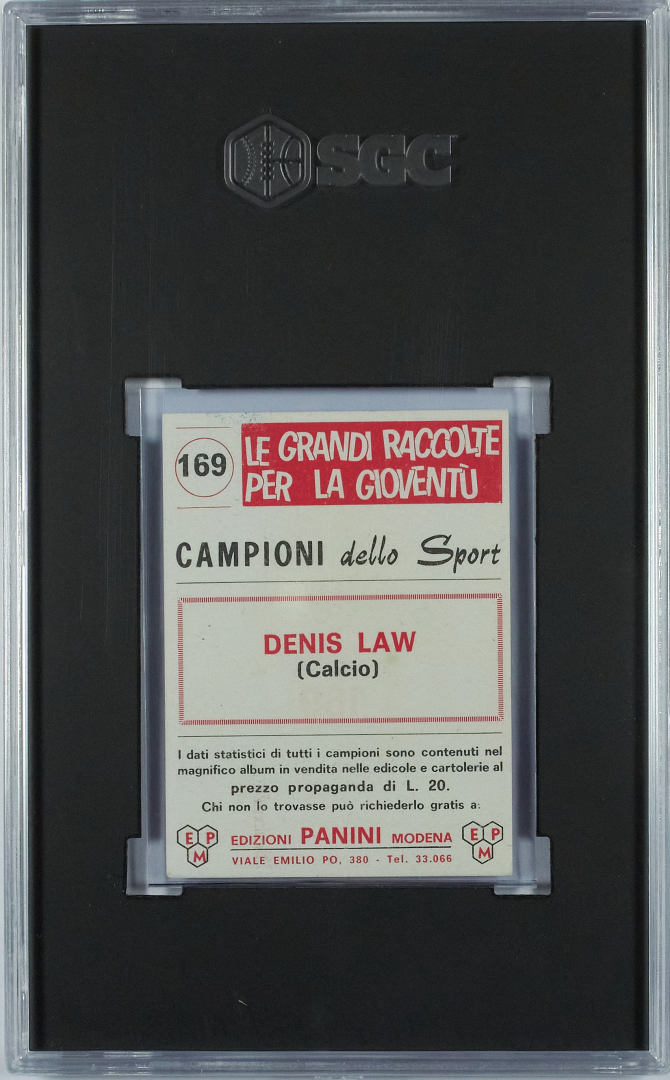 SGC
169
LE GRANDI RACCOLTE
PER LA GIOVENTÙ
CAMPIONI dello Sport
DENIS LAW
(Calcio)
I dati statistici di tutti i campioni sono contenuti nel
magnifico album in vendita nelle edicole e cartolerie al
prezzo propaganda di L. 20.
Chi non lo trovasse può richiederlo gratis a:
E P M EDIZIONI PANINI MODENA E P M
VIALE EMILIO PO, 380 - Tel. 33.066